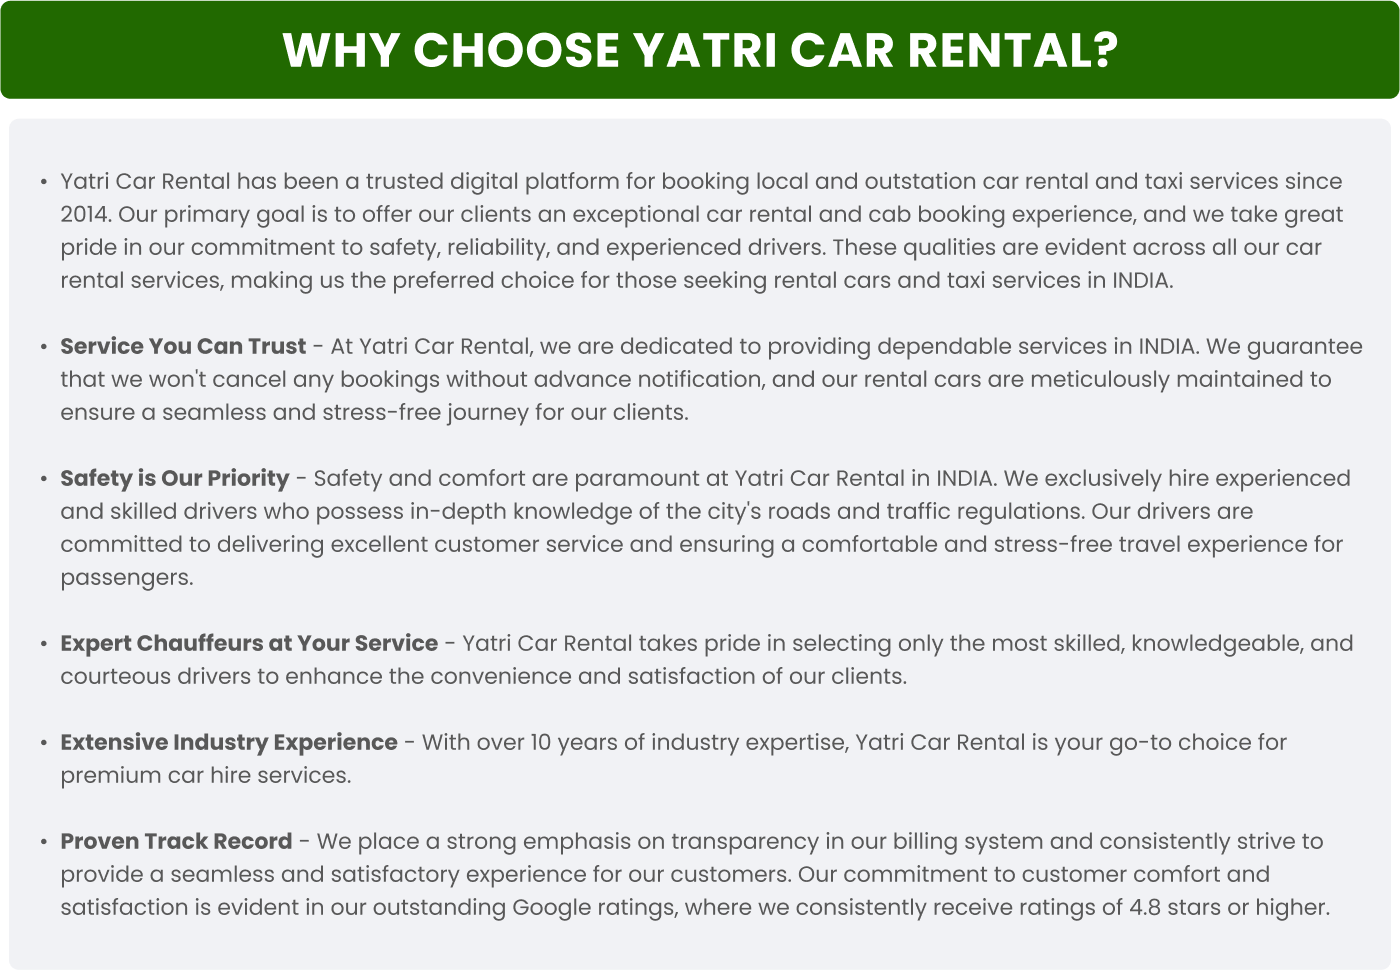 WHY CHOOSE YATRI CAR RENTAL?
• Yatri Car Rental has been a trusted digital platform for booking local and outstation car rental and taxi services since
2014. Our primary goal is to offer our clients an exceptional car rental and cab booking experience, and we take great
pride in our commitment to safety, reliability, and experienced drivers. These qualities are evident across all our car
rental services, making us the preferred choice for those seeking rental cars and taxi services in INDIA.
• Service You Can Trust - At Yatri Car Rental, we are dedicated to providing dependable services in INDIA. We guarantee
that we won't cancel any bookings without advance notification, and our rental cars are meticulously maintained to
ensure a seamless and stress-free journey for our clients.
• Safety is Our Priority - Safety and comfort are paramount at Yatri Car Rental in INDIA. We exclusively hire experienced
and skilled drivers who possess in-depth knowledge of the city's roads and traffic regulations. Our drivers are
committed to delivering excellent customer service and ensuring a comfortable and stress-free travel experience for
passengers.
• Expert Chauffeurs at Your Service - Yatri Car Rental takes pride in selecting only the most skilled, knowledgeable, and
courteous drivers to enhance the convenience and satisfaction of our clients.
• Extensive Industry Experience - With over 10 years of industry expertise, Yatri Car Rental is your go-to choice for
premium car hire services.
• Proven Track Record - We place a strong emphasis on transparency in our billing system and consistently strive to
provide a seamless and satisfactory experience for our customers. Our commitment to customer comfort and
satisfaction is evident in our outstanding Google ratings, where we consistently receive ratings of 4.8 stars or higher.